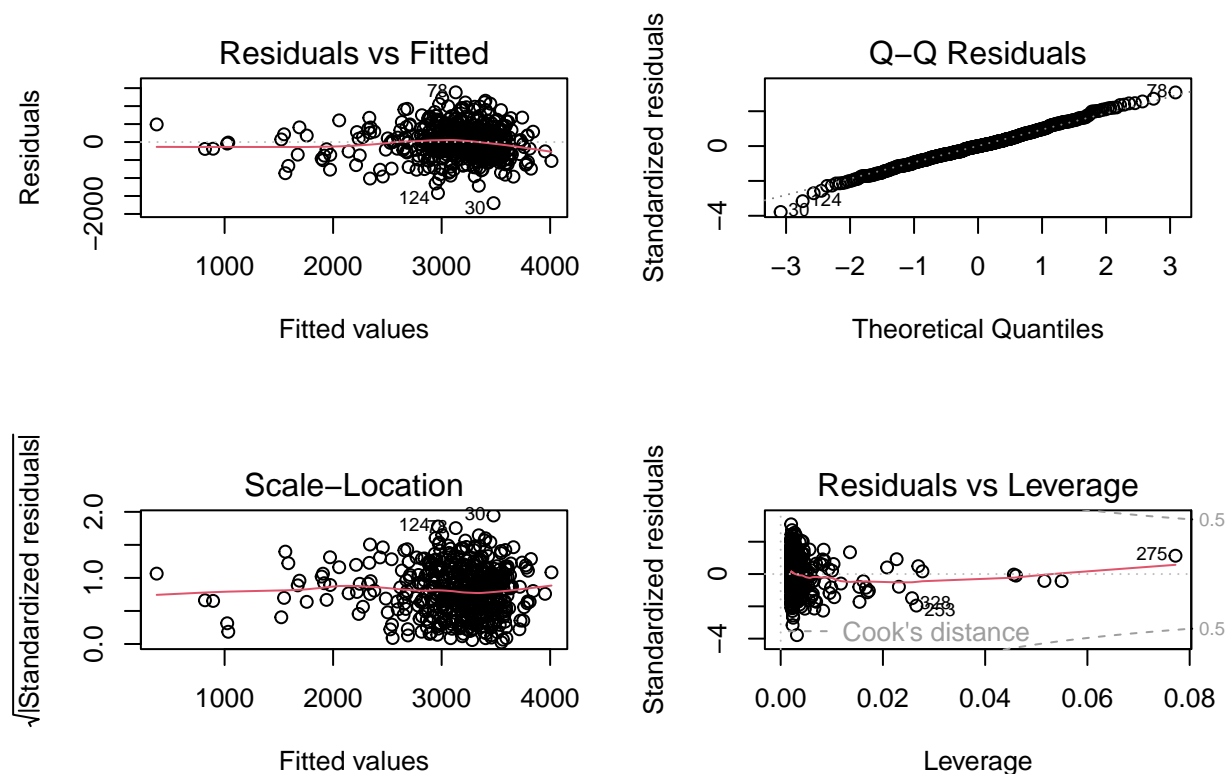 Residuals vs Fitted
Residuals
0
−2000
78
124
30
1000 2000 3000 4000
Fitted values
Q−Q Residuals
Standardized residuals
0
−4
78
124
30
−3 −2 −1 0 1 2 3
Theoretical Quantiles
Scale−Location
√|Standardized residuals|
2.0
1.0
0.0
30
124
78
1000 2000 3000 4000
Fitted values
Residuals vs Leverage
Standardized residuals
0
−4
275
328
253
Cook's distance
0.5
0.5
0.00 0.02 0.04 0.06 0.08
Leverage